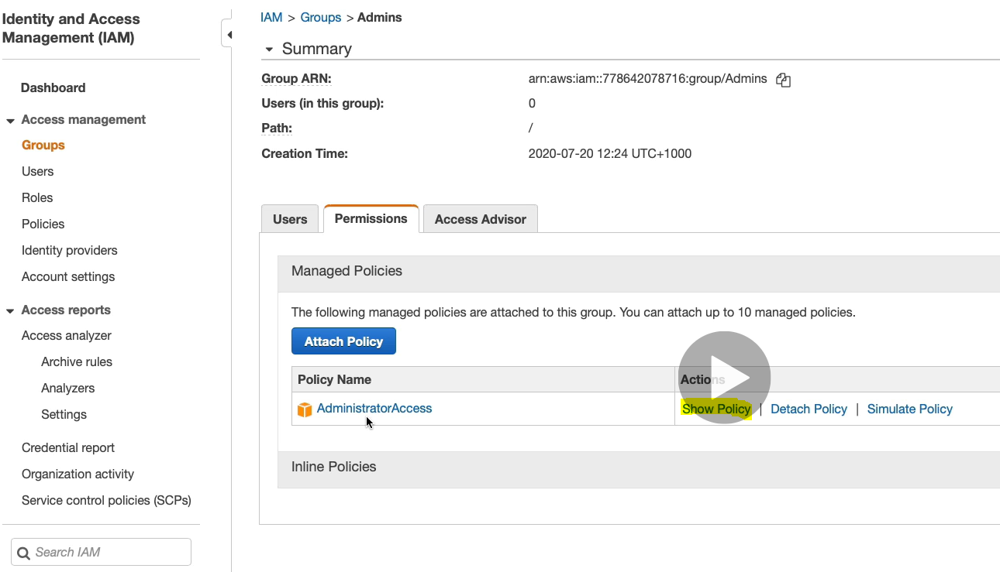 Identity and Access
Management (IAM)
Dashboard
Access management
Groups
Users
Roles
Policies
Identity providers
Account settings
Access reports
Access analyzer
Archive rules
Analyzers
Settings
Credential report
Organization activity
Service control policies (SCPs)
Search IAM
IAM > Groups > Admins
Summary
Group ARN: arn:aws:iam::778642078716:group/Admins
Users (in this group): 0
Path: /
Creation Time: 2020-07-20 12:24 UTC+1000
Users Permissions Access Advisor
Managed Policies
The following managed policies are attached to this group. You can attach up to 10 managed policies.
Attach Policy
Policy Name Actions
AdministratorAccess Show Policy | Detach Policy | Simulate Policy
Inline Policies